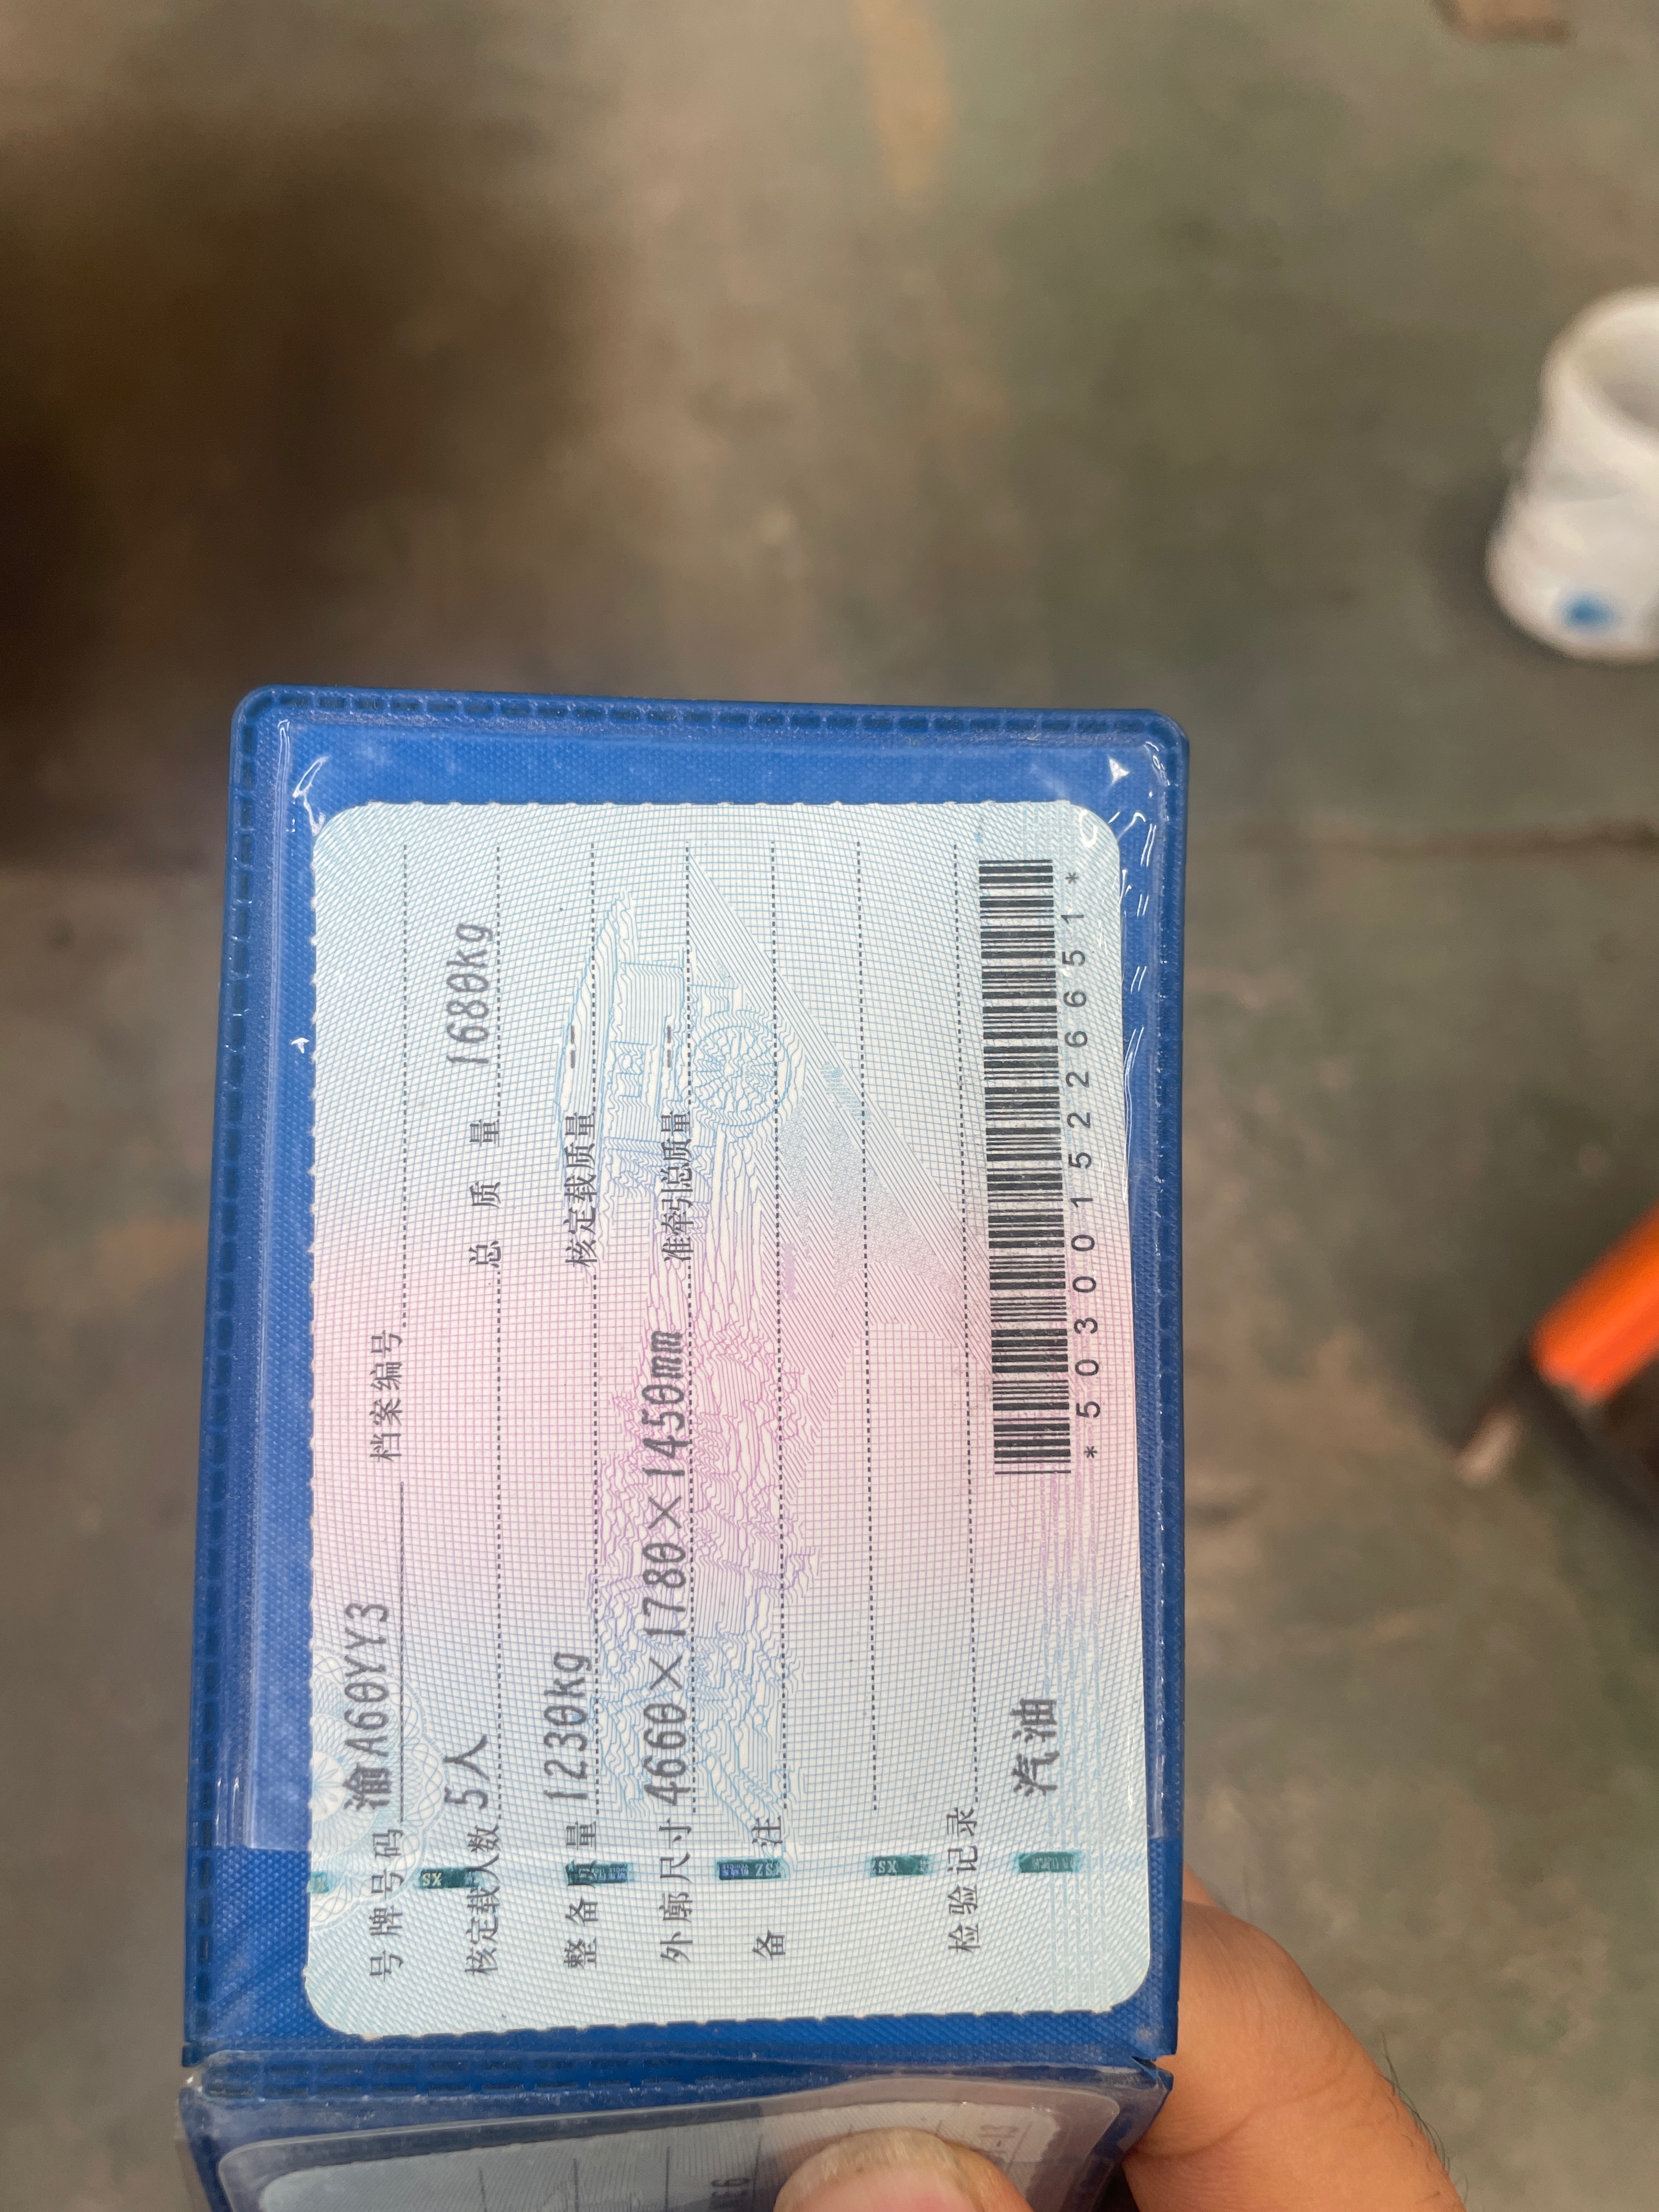 号牌号码 渝A60YY3 档案编号
核定载人数 5人 总质量 1680kg
整备质量 1230kg 核定载质量 --
外廓尺寸 4660×1780×1450mm 准牵引总质量 --
备注
检验记录
汽油
*5030015226651*